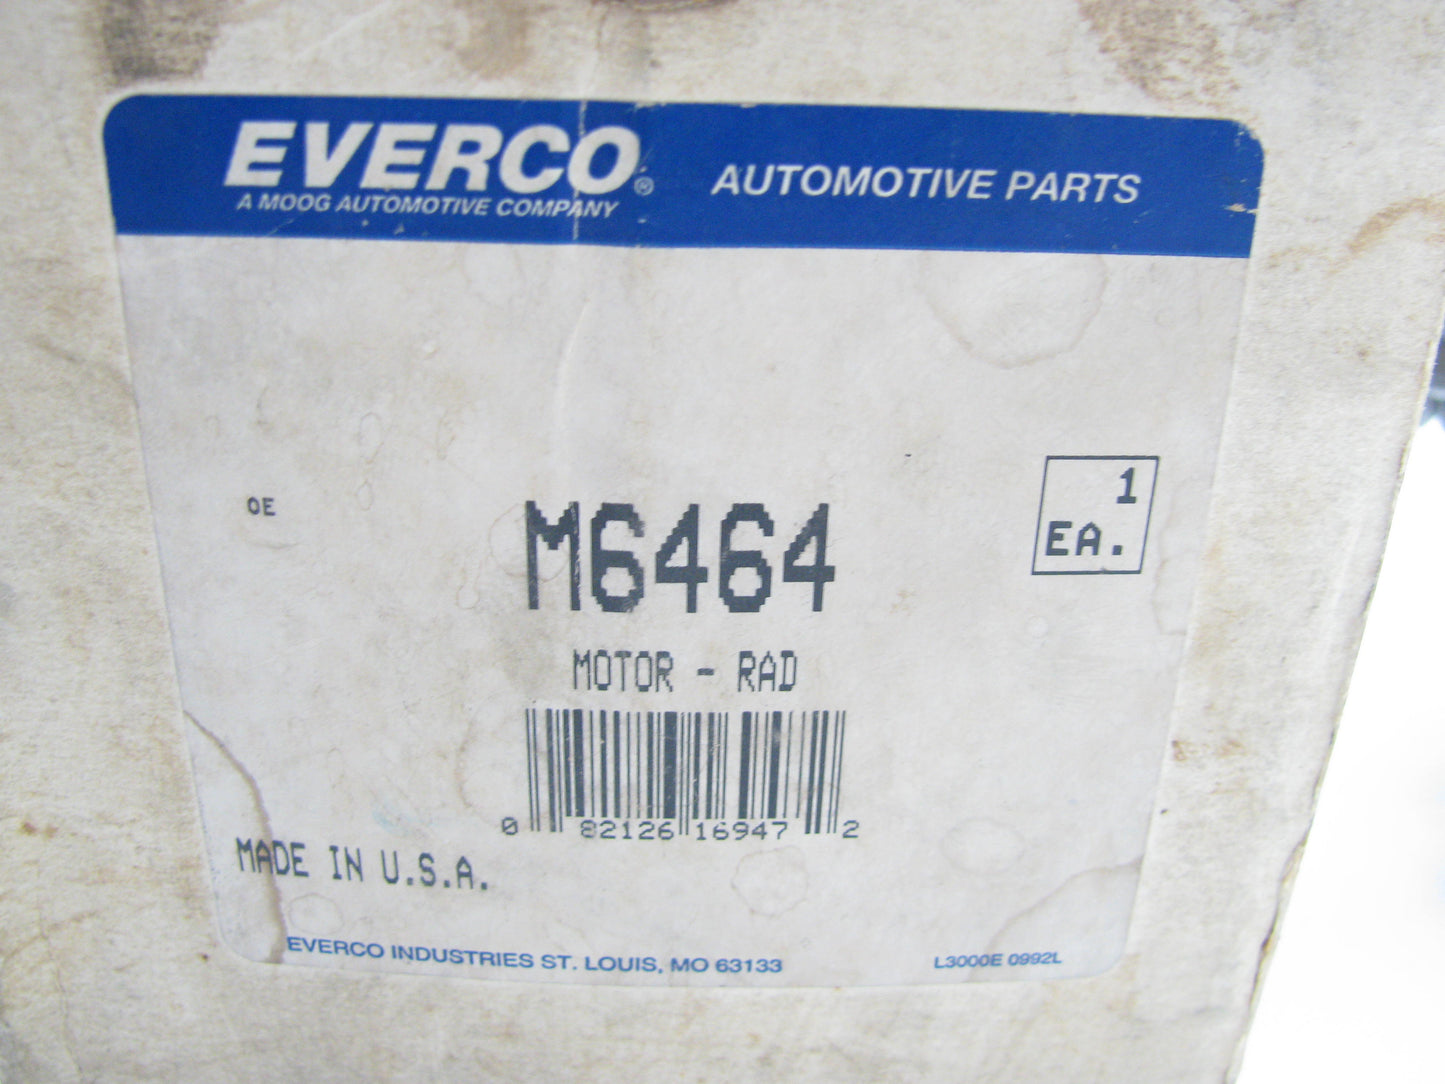 EVERCO®
A MOOG AUTOMOTIVE COMPANY
AUTOMOTIVE PARTS
OE
M6464
1
EA.
MOTOR - RAD
0 82126 16947 2
MADE IN U.S.A.
EVERCO INDUSTRIES ST. LOUIS, MO 63133
L3000E 0992L